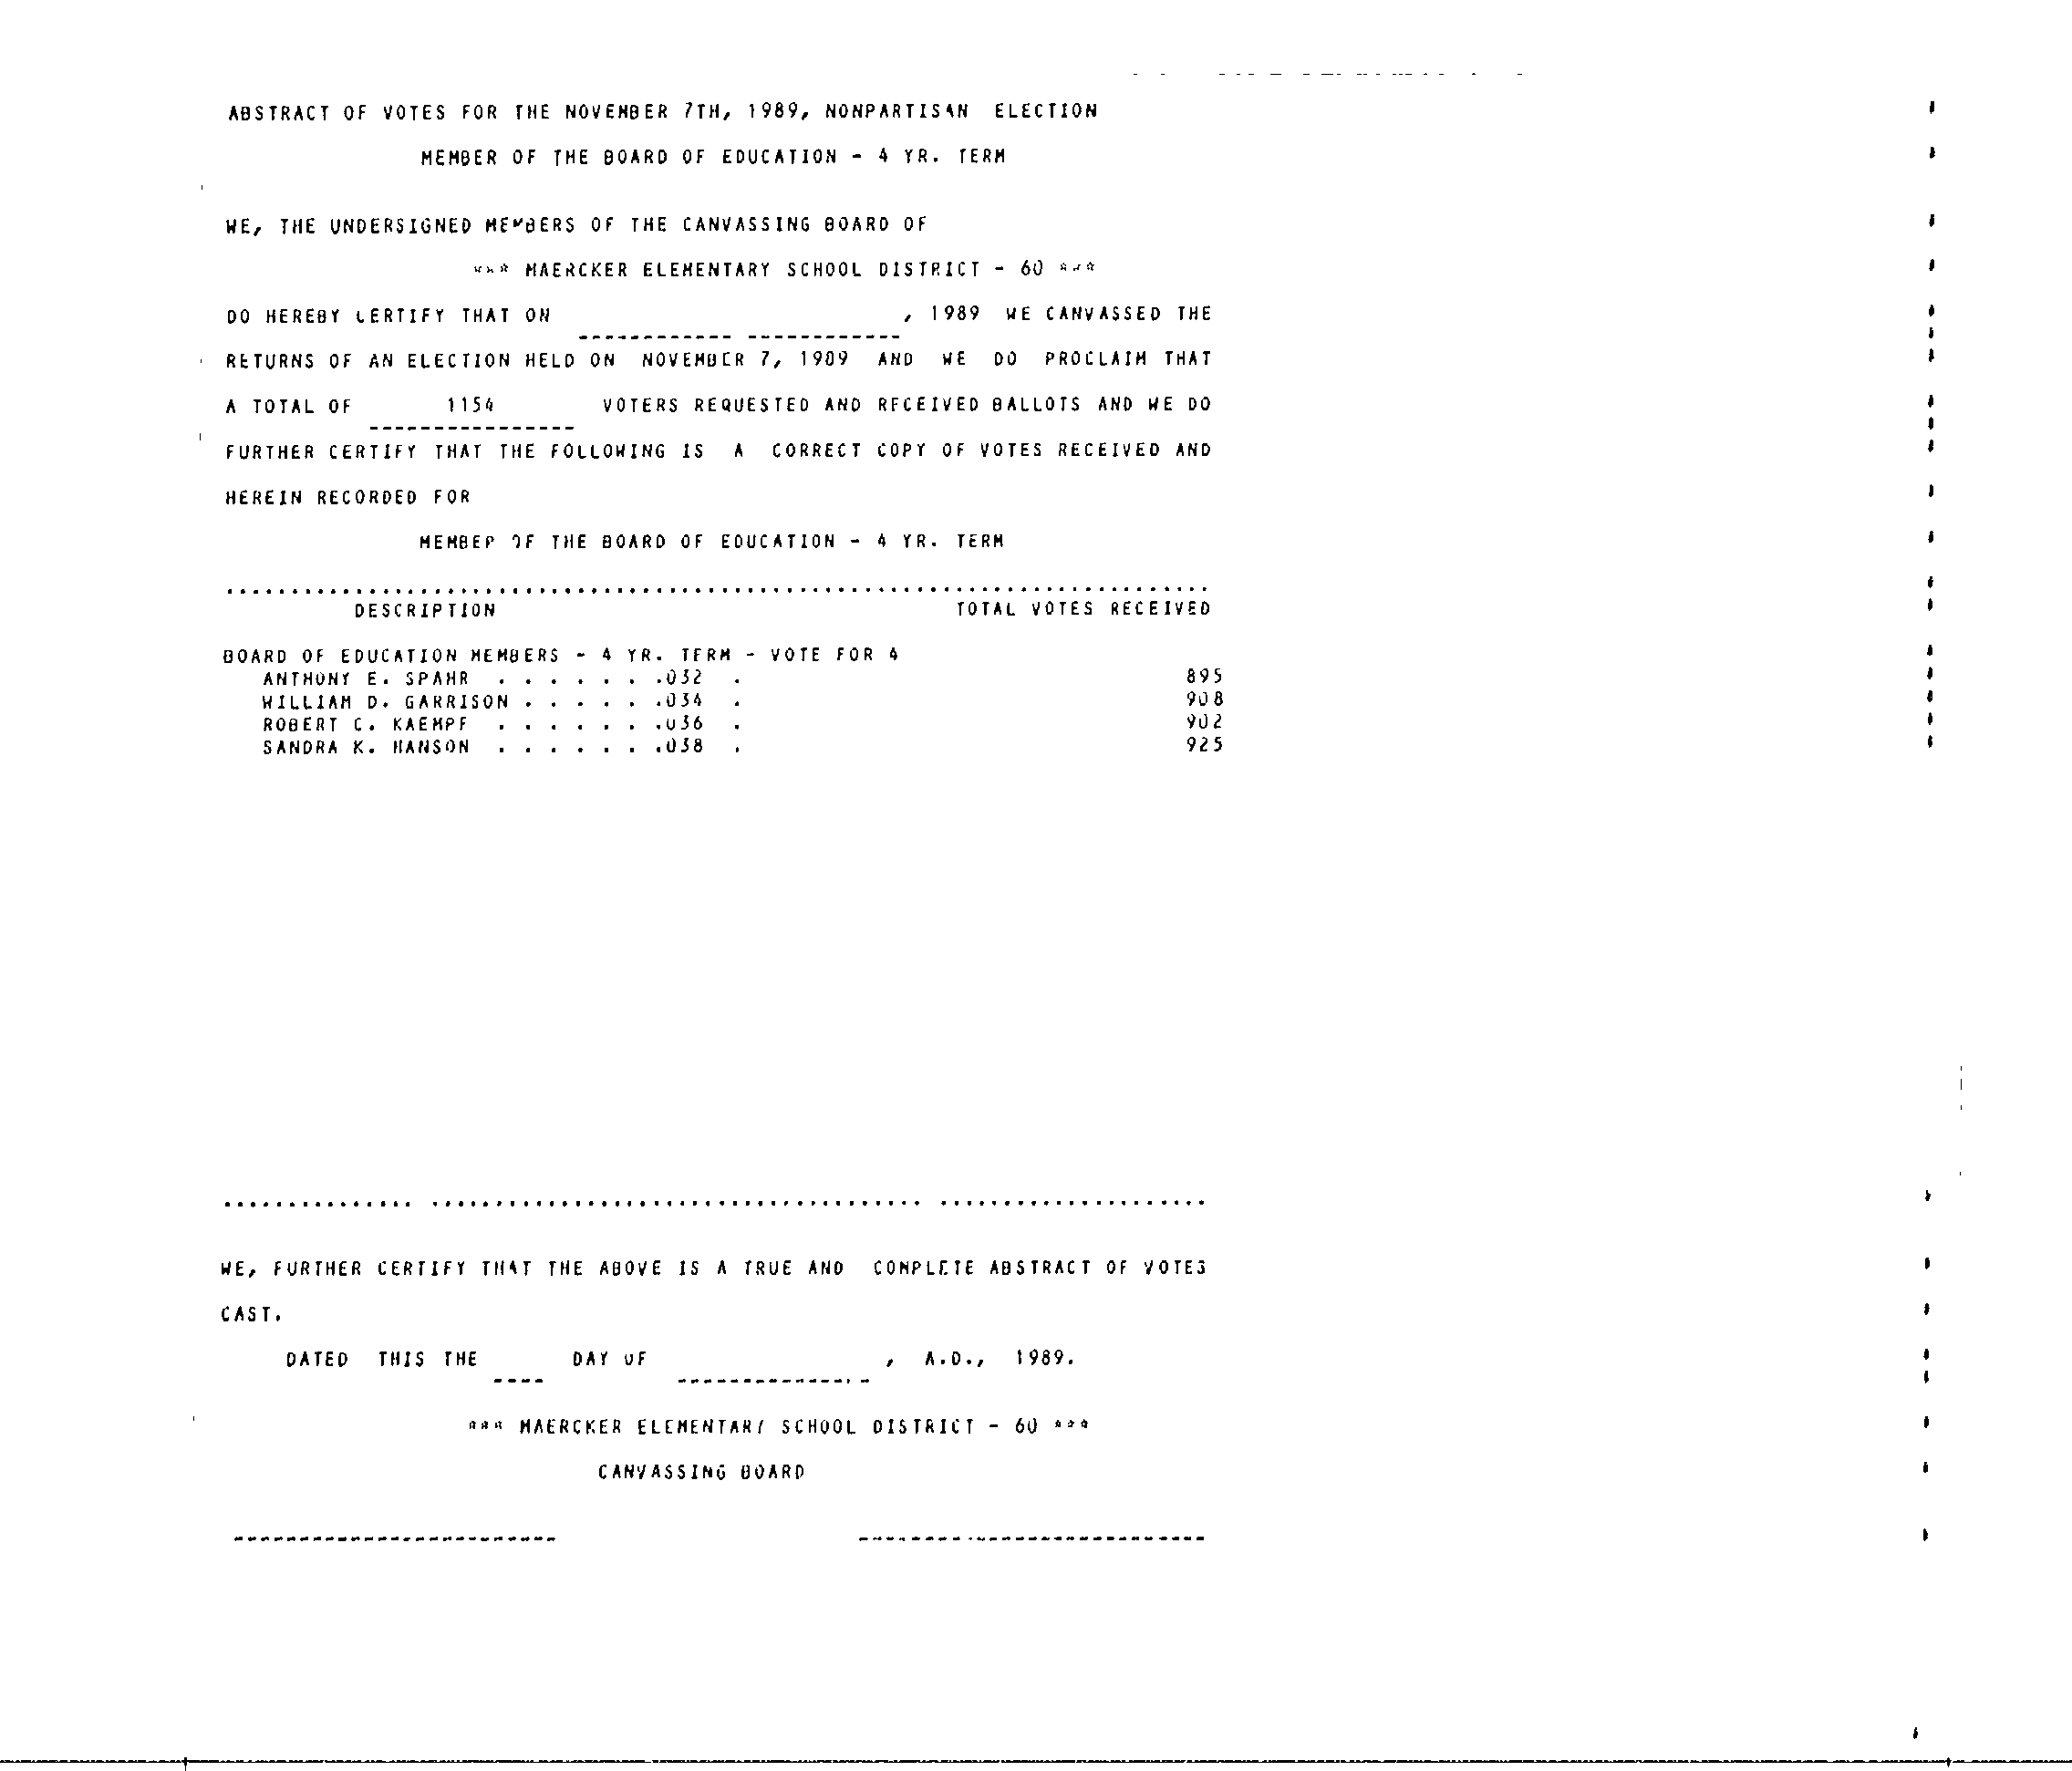 ABSTRACT OF VOTES FOR THE NOVEMBER 7TH, 1989, NONPARTISAN ELECTION
MEMBER OF THE BOARD OF EDUCATION - 4 YR. TERM
WE, THE UNDERSIGNED MEMBERS OF THE CANVASSING BOARD OF
*** MAERCKER ELEMENTARY SCHOOL DISTRICT - 60 ***
DO HEREBY CERTIFY THAT ON ------------ ------------, 1989 WE CANVASSED THE
RETURNS OF AN ELECTION HELD ON NOVEMBER 7, 1989 AND WE DO PROCLAIM THAT
A TOTAL OF 1154 VOTERS REQUESTED AND RECEIVED BALLOTS AND WE DO
FURTHER CERTIFY THAT THE FOLLOWING IS A CORRECT COPY OF VOTES RECEIVED AND
HEREIN RECORDED FOR
MEMBER OF THE BOARD OF EDUCATION - 4 YR. TERM
DESCRIPTION TOTAL VOTES RECEIVED
BOARD OF EDUCATION MEMBERS - 4 YR. TERM - VOTE FOR 4
ANTHONY E. SPAHR . . . . . . .032 . 895
WILLIAM D. GARRISON . . . . . .034 . 908
ROBERT C. KAEMPF . . . . . . .036 . 902
SANDRA K. HANSON . . . . . . .038 . 925
WE, FURTHER CERTIFY THAT THE ABOVE IS A TRUE AND COMPLETE ABSTRACT OF VOTES
CAST.
DATED THIS THE ---- DAY OF ---------------, A.D., 1989.
*** MAERCKER ELEMENTARY SCHOOL DISTRICT - 60 ***
CANVASSING BOARD